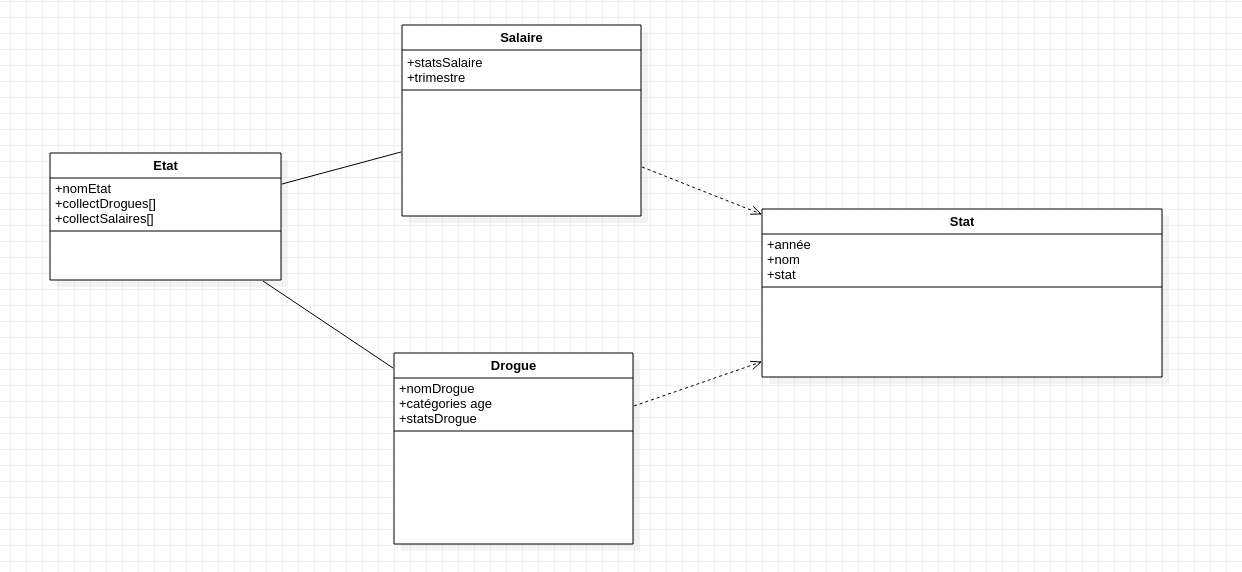 Salaire
+statsSalaire
+trimestre
Etat
+nomEtat
+collectDrogues[]
+collectSalaires[]
Stat
+année
+nom
+stat
Drogue
+nomDrogue
+catégories age
+statsDrogue